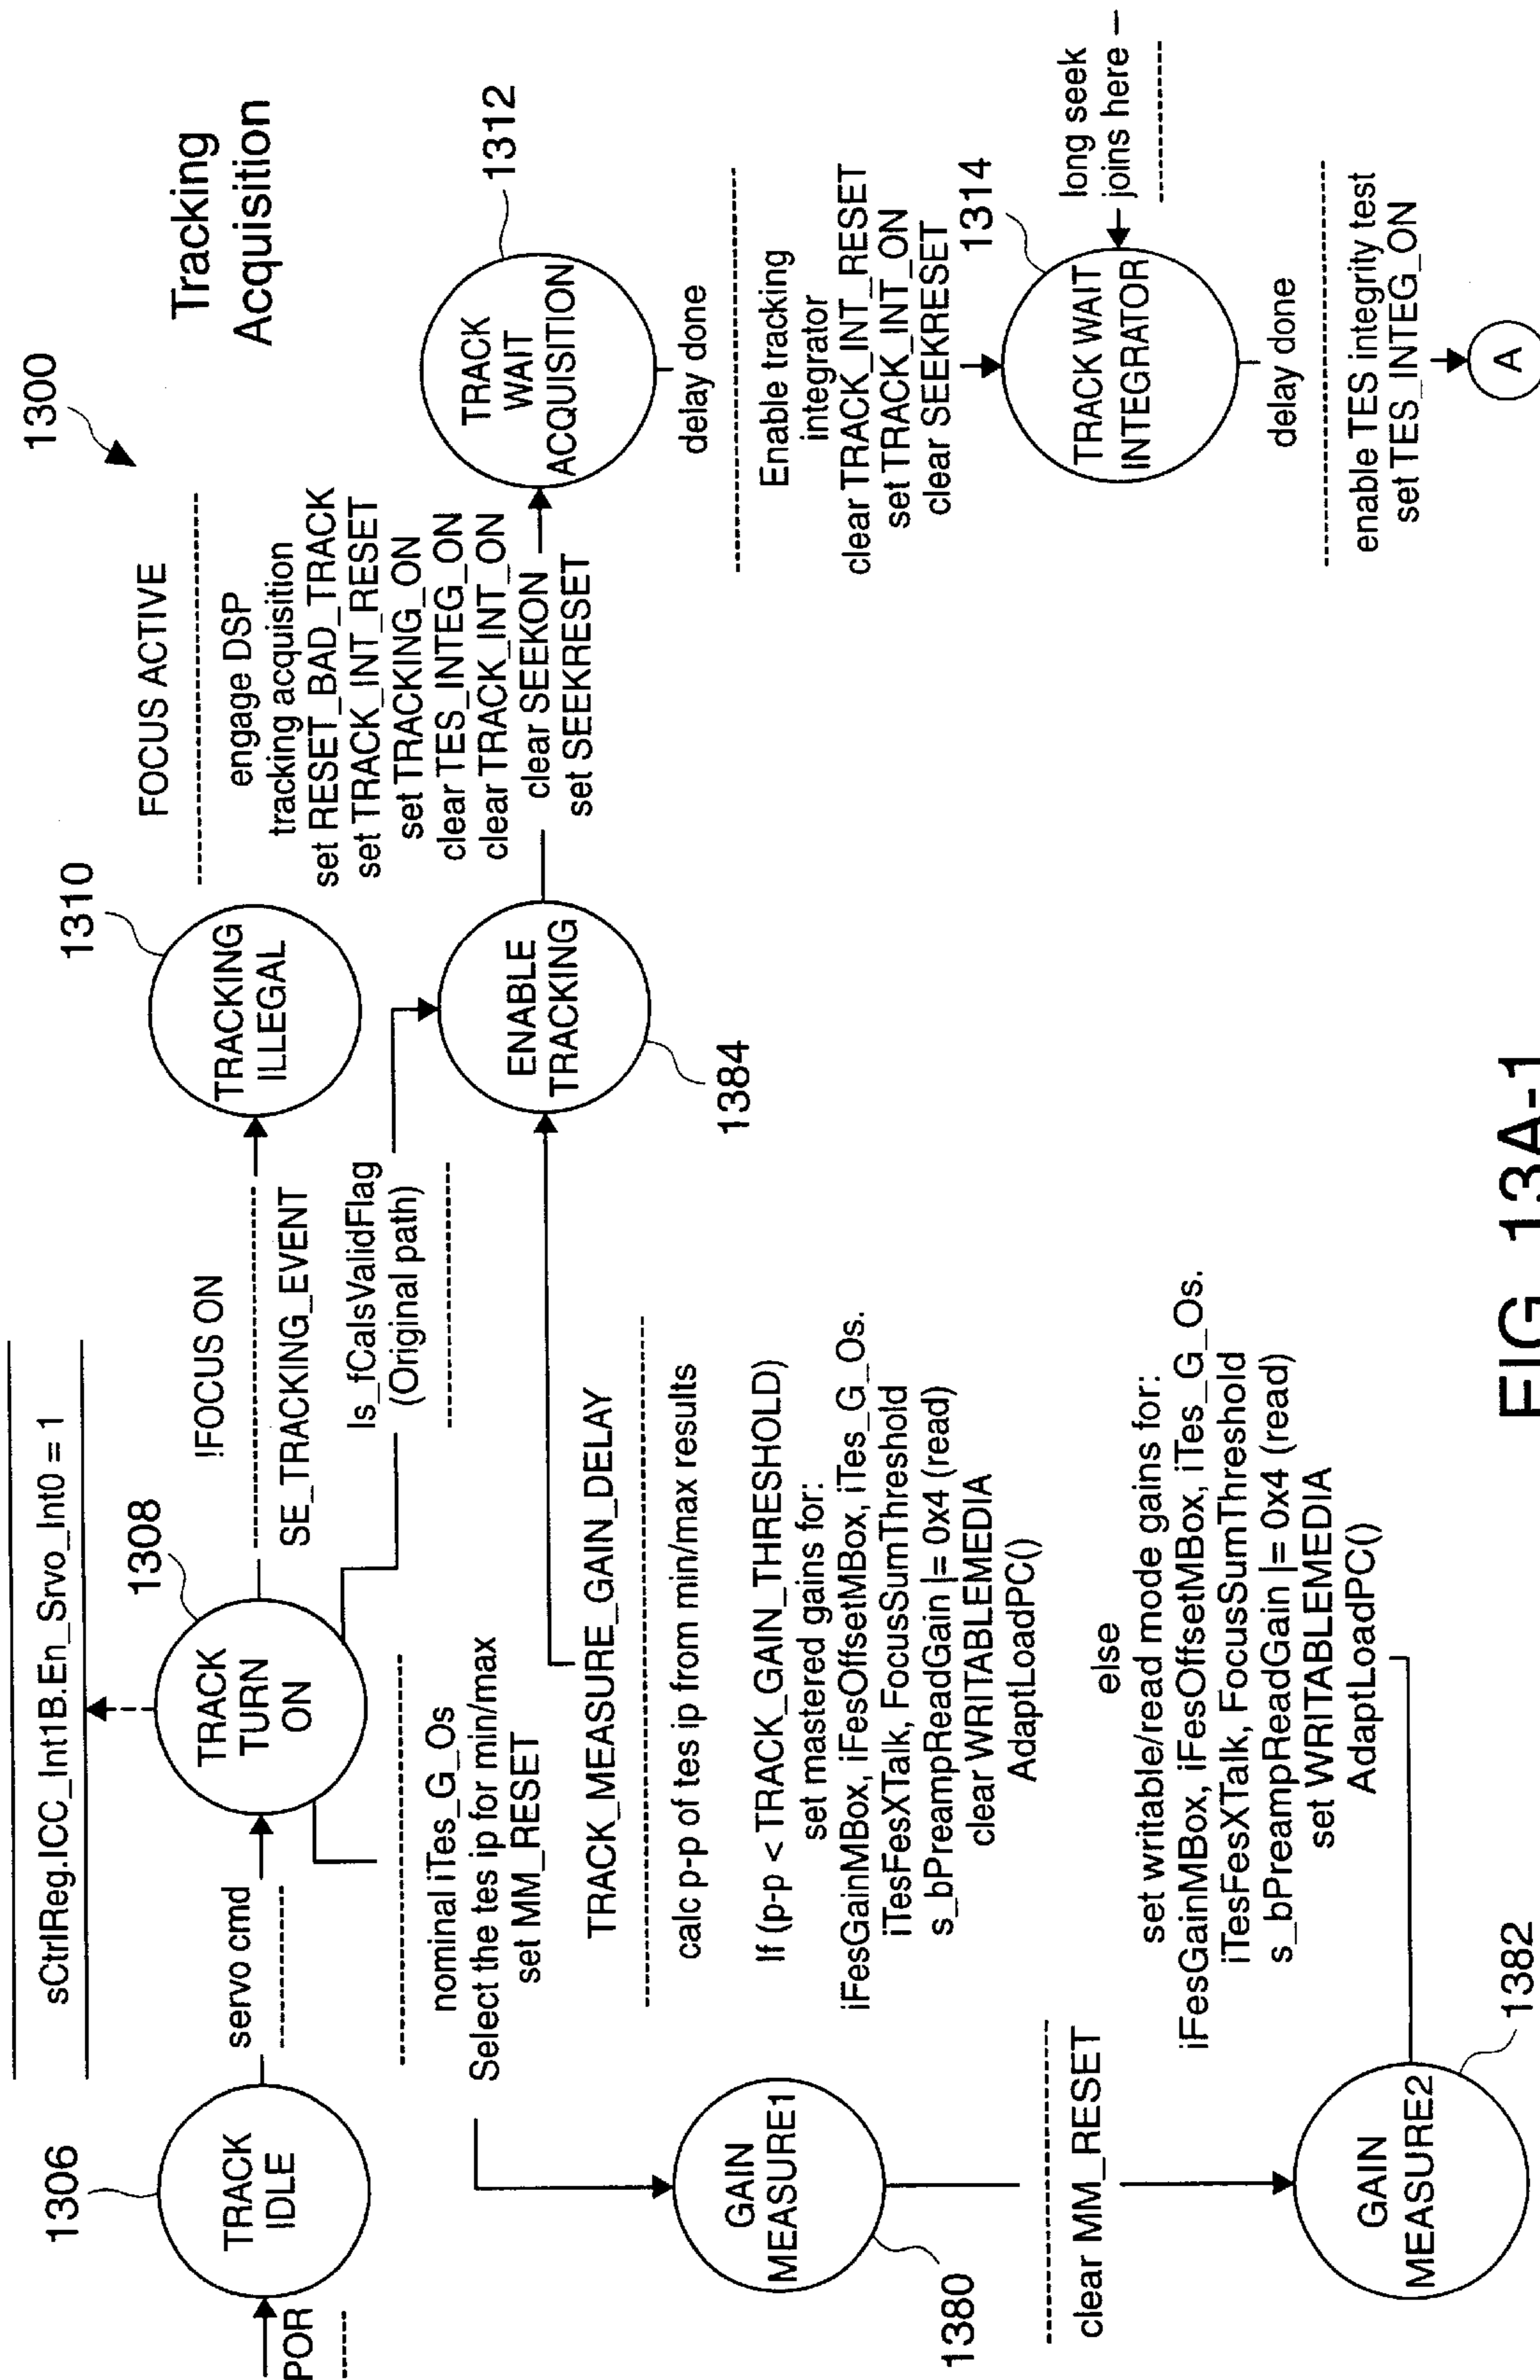 1300
Tracking
Acquisition
sCtrlReg.ICC_Int1B.En_Srvo_Int0 = 1
POR
1306
TRACK
IDLE
servo cmd
1308
TRACK
TURN
ON
!FOCUS ON
SE_TRACKING_EVENT
1310
TRACKING
ILLEGAL
Is_fCalsValidFlag
(Original path)
ENABLE
TRACKING
1384
FOCUS ACTIVE
engage DSP
tracking acquisition
set RESET_BAD_TRACK
set TRACK_INT_RESET
set TRACKING_ON
clear TES_INTEG_ON
clear TRACK_INT_ON
clear SEEKON
set SEEKRESET
1312
TRACK
WAIT
ACQUISITION
delay done
Enable tracking
integrator
clear TRACK_INT_RESET
set TRACK_INT_ON
clear SEEKRESET
1314
TRACK WAIT
INTEGRATOR
long seek
joins here
delay done
enable TES integrity test
set TES_INTEG_ON
A
nominal iTes_G_Os
Select the tes ip for min/max
set MM_RESET
GAIN
MEASURE1
1380
clear MM_RESET
GAIN
MEASURE2
1382
TRACK_MEASURE_GAIN_DELAY
calc p-p of tes ip from min/max results
If (p-p < TRACK_GAIN_THRESHOLD)
set mastered gains for:
iFesGainMBox, iFesOffsetMBox, iTes_G_Os.
iTesFesXTalk, FocusSumThreshold
s_bPreampReadGain |= 0x4 (read)
clear WRITABLEMEDIA
AdaptLoadPC()
else
set writable/read mode gains for:
iFesGainMBox, iFesOffsetMBox, iTes_G_Os.
iTesFesXTalk, FocusSumThreshold
s_bPreampReadGain |= 0x4 (read)
set WRITABLEMEDIA
AdaptLoadPC()
FIG. 13A-1